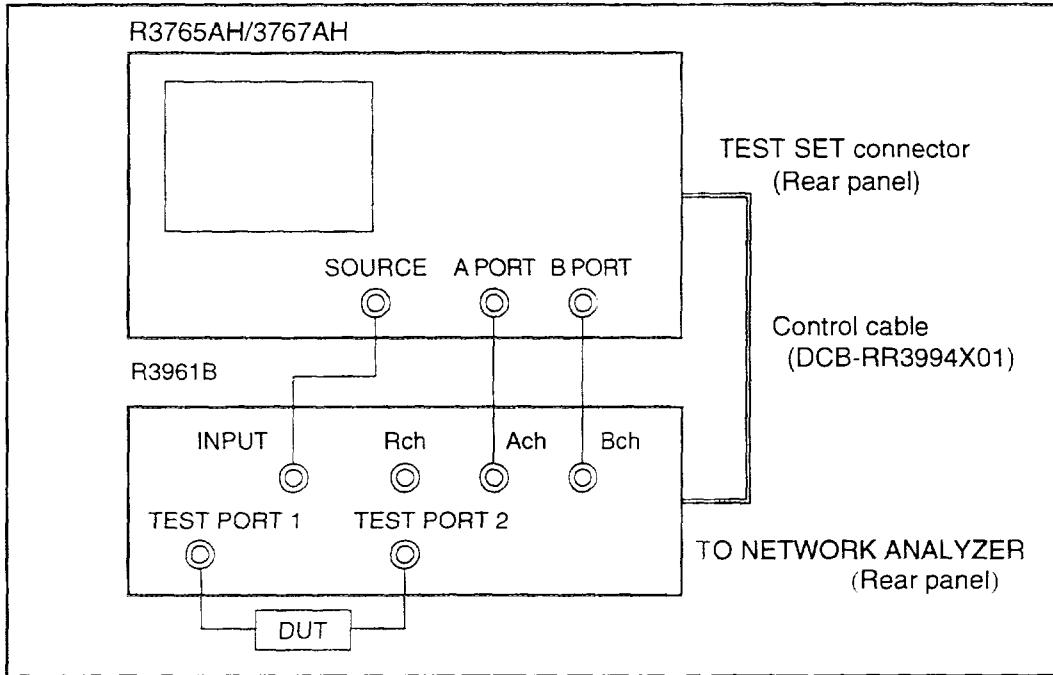 R3765AH/3767AH
TEST SET connector
(Rear panel)
SOURCE A PORT B PORT
Control cable
(DCB-RR3994X01)
R3961B
INPUT Rch Ach Bch
TEST PORT 1 TEST PORT 2
TO NETWORK ANALYZER
(Rear panel)
DUT